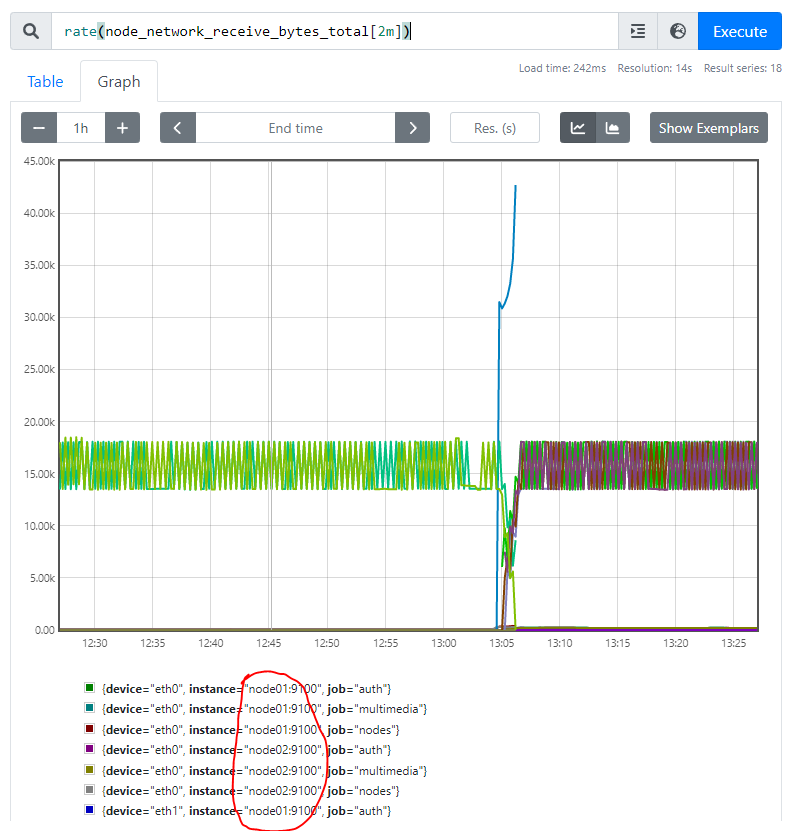 rate(node_network_receive_bytes_total[2m])
Execute
Load time: 242ms Resolution: 14s Result series: 18
Table Graph
1h
End time
Res. (s)
Show Exemplars
45.00k
40.00k
35.00k
30.00k
25.00k
20.00k
15.00k
10.00k
5.00k
0.00
12:30 12:35 12:40 12:45 12:50 12:55 13:00 13:05 13:10 13:15 13:20 13:25
{device="eth0", instance="node01:9100", job="auth"}
{device="eth0", instance="node01:9100", job="multimedia"}
{device="eth0", instance="node01:9100", job="nodes"}
{device="eth0", instance="node02:9100", job="auth"}
{device="eth0", instance="node02:9100", job="multimedia"}
{device="eth0", instance="node02:9100", job="nodes"}
{device="eth1", instance="node01:9100", job="auth"}